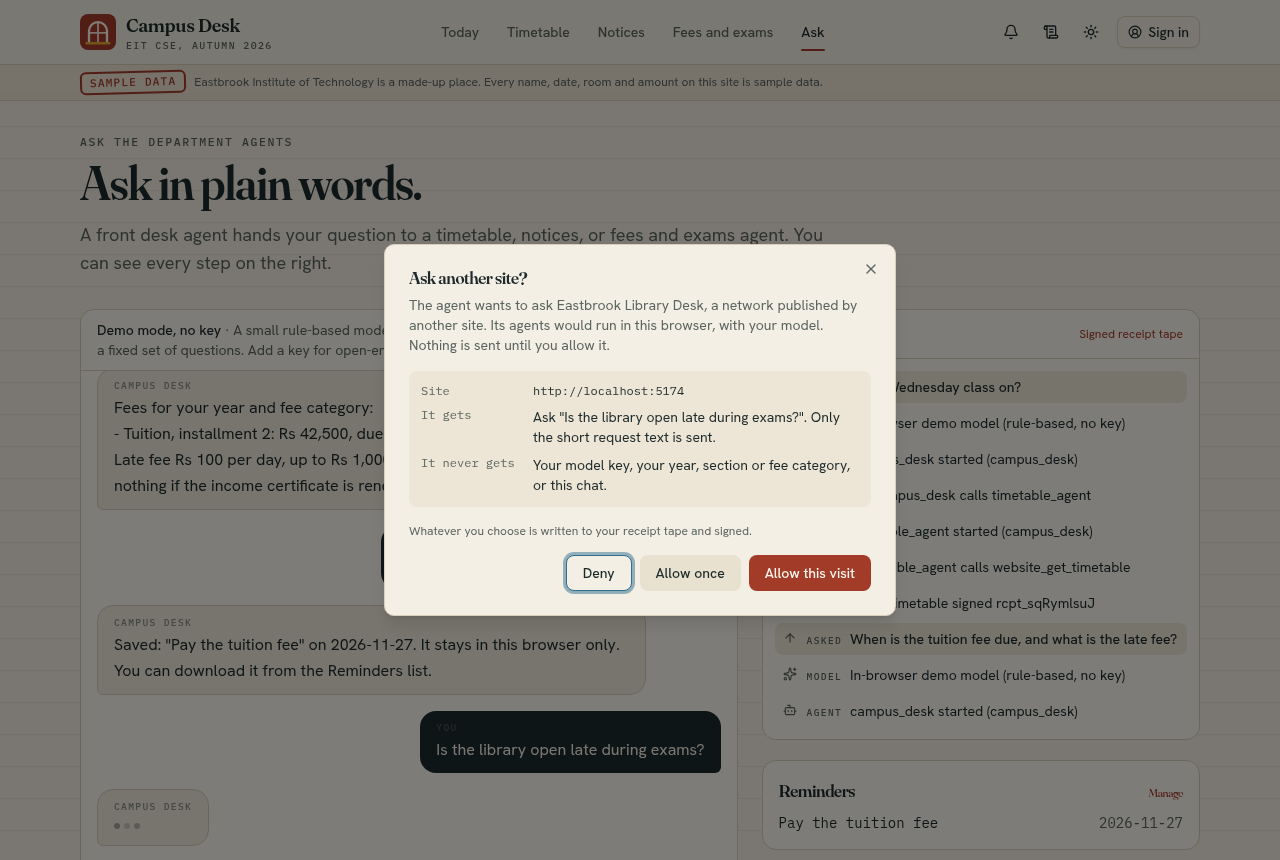 Campus Desk
EIT CSE, AUTUMN 2026
Today
Timetable
Notices
Fees and exams
Ask
Sign in
SAMPLE DATA
Eastbrook Institute of Technology is a made-up place. Every name, date, room and amount on this site is sample data.
ASK THE DEPARTMENT AGENTS
Ask in plain words.
A front desk agent hands your question to a timetable, notices, or fees and exams agent. You
can see every step on the right.
Ask another site?
The agent wants to ask Eastbrook Library Desk, a network published by
another site. Its agents would run in this browser, with your model.
Nothing is sent until you allow it.
Site
http://localhost:5174
It gets
Ask "Is the library open late during exams?". Only
the short request text is sent.
It never gets
Your model key, your year, section or fee category,
or this chat.
Whatever you choose is written to your receipt tape and signed.
Deny
Allow once
Allow this visit
Demo mode, no key · A small rule-based mode
a fixed set of questions. Add a key for open-en
CAMPUS DESK
Fees for your year and fee category:
- Tuition, installment 2: Rs 42,500, due
Late fee Rs 100 per day, up to Rs 1,00
nothing if the income certificate is
CAMPUS DESK
Saved: "Pay the tuition fee" on 2026-11-27. It stays in this browser only.
You can download it from the Reminders list.
YOU
Is the library open late during exams?
CAMPUS DESK
Signed receipt tape
Wednesday class on?
demo model (rule-based, no key)
started (campus_desk)
calls timetable_agent
started (campus_desk)
calls website_get_timetable
signed rcpt_sqRymlsuJ
ASKED When is the tuition fee due, and what is the late fee?
MODEL In-browser demo model (rule-based, no key)
AGENT campus_desk started (campus_desk)
Reminders
Manage
Pay the tuition fee
2026-11-27